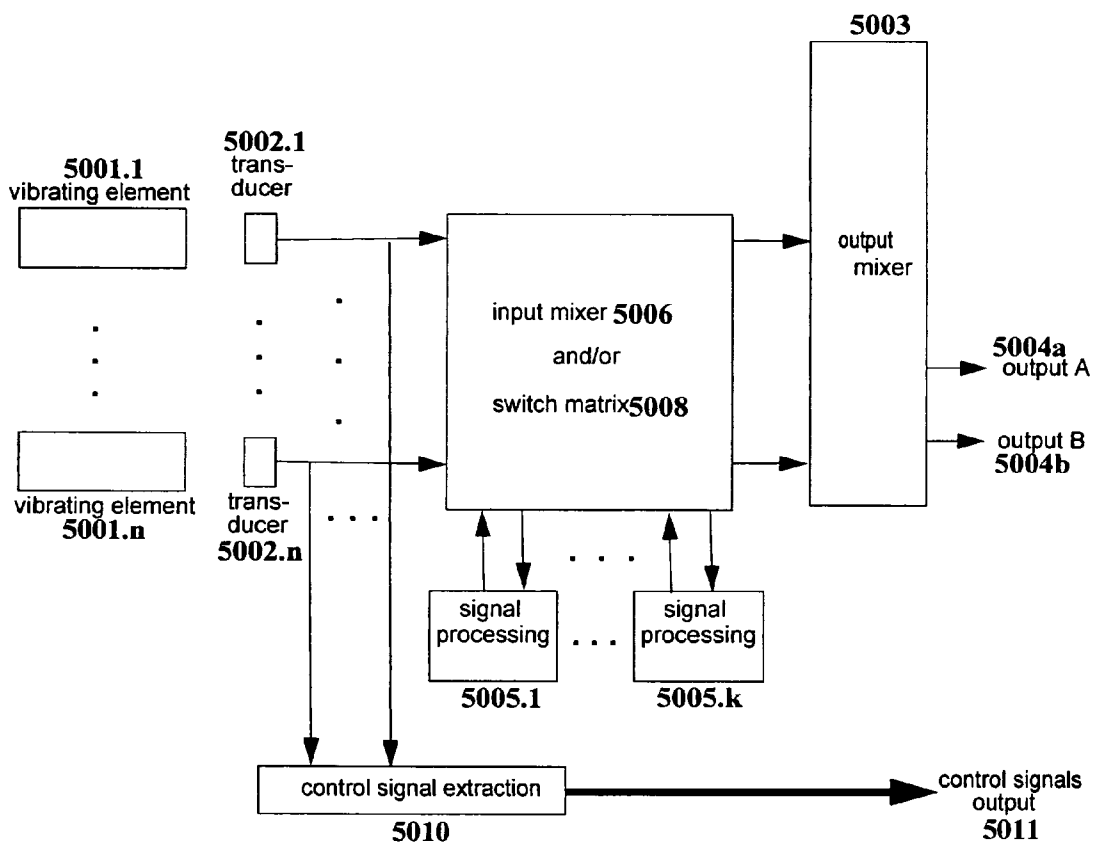 5003
5002.1
trans-
ducer
5001.1
vibrating element
output
mixer
input mixer 5006
and/or
switch matrix5008
5004a
output A
output B
5004b
vibrating element
5001.n
trans-
ducer
5002.n
signal
processing
5005.1
signal
processing
5005.k
control signal extraction
5010
control signals
output
5011